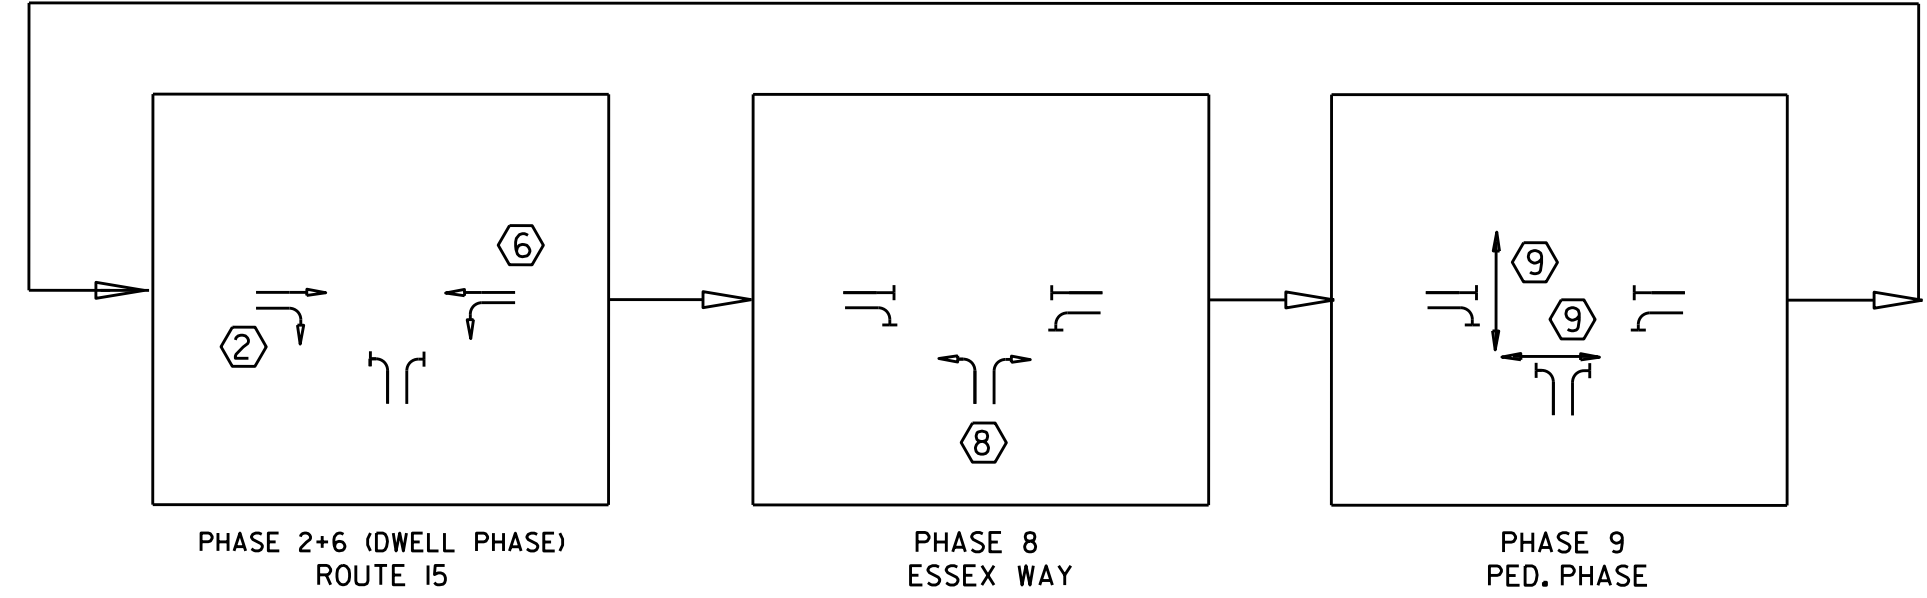 6
2
8
9
9
PHASE 2+6 (DWELL PHASE)
ROUTE 15
PHASE 8
ESSEX WAY
PHASE 9
PED. PHASE